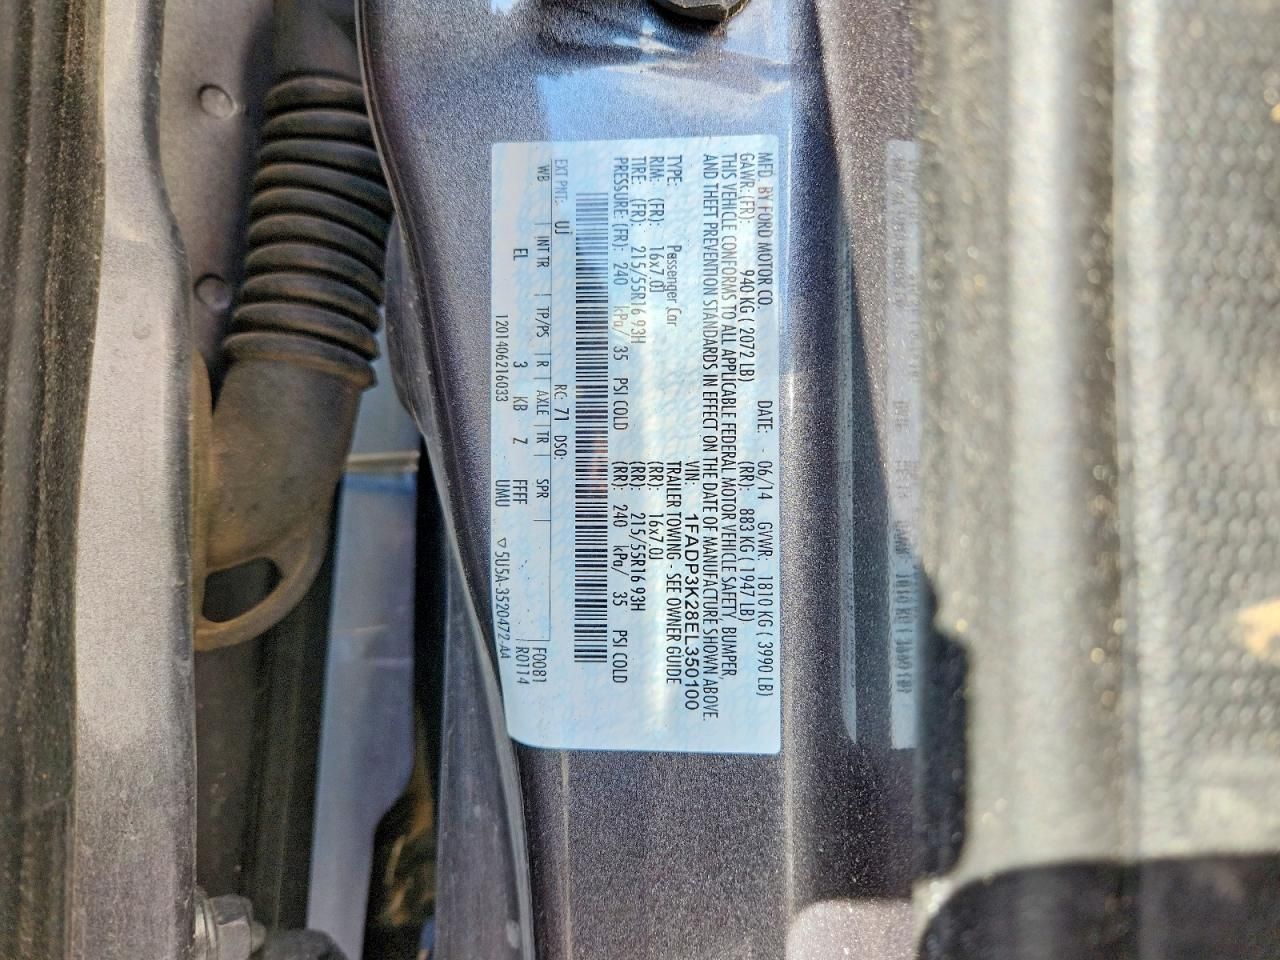 MFD. BY FORD MOTOR CO.
DATE: - 06/14 GVWR: 1810 KG ( 3990 LB)
GAWR: (FR): 940 KG ( 2072 LB) (RR): 883 KG ( 1947 LB)
THIS VEHICLE CONFORMS TO ALL APPLICABLE FEDERAL MOTOR VEHICLE SAFETY, BUMPER,
AND THEFT PREVENTION STANDARDS IN EFFECT ON THE DATE OF MANUFACTURE SHOWN ABOVE.
VIN: 1FADP3K28EL350100
TYPE: Passenger Car TRAILER TOWING - SEE OWNER GUIDE
RIM: (FR): 16x7.0J (RR): 16x7.0J
TIRE: (FR): 215/55R16 93H (RR): 215/55R16 93H
PRESSURE: (FR): 240 kPa/ 35 PSI COLD (RR): 240 kPa/ 35 PSI COLD
EXT PNT: UJ RC: 71 DSO:
WB | INT TR | TP/PS | R | AXLE | TR | SPR | F0081
EL 3 KB Z FFFF R0114
1201406216033 UMU ▽5U5A-3520472-AA